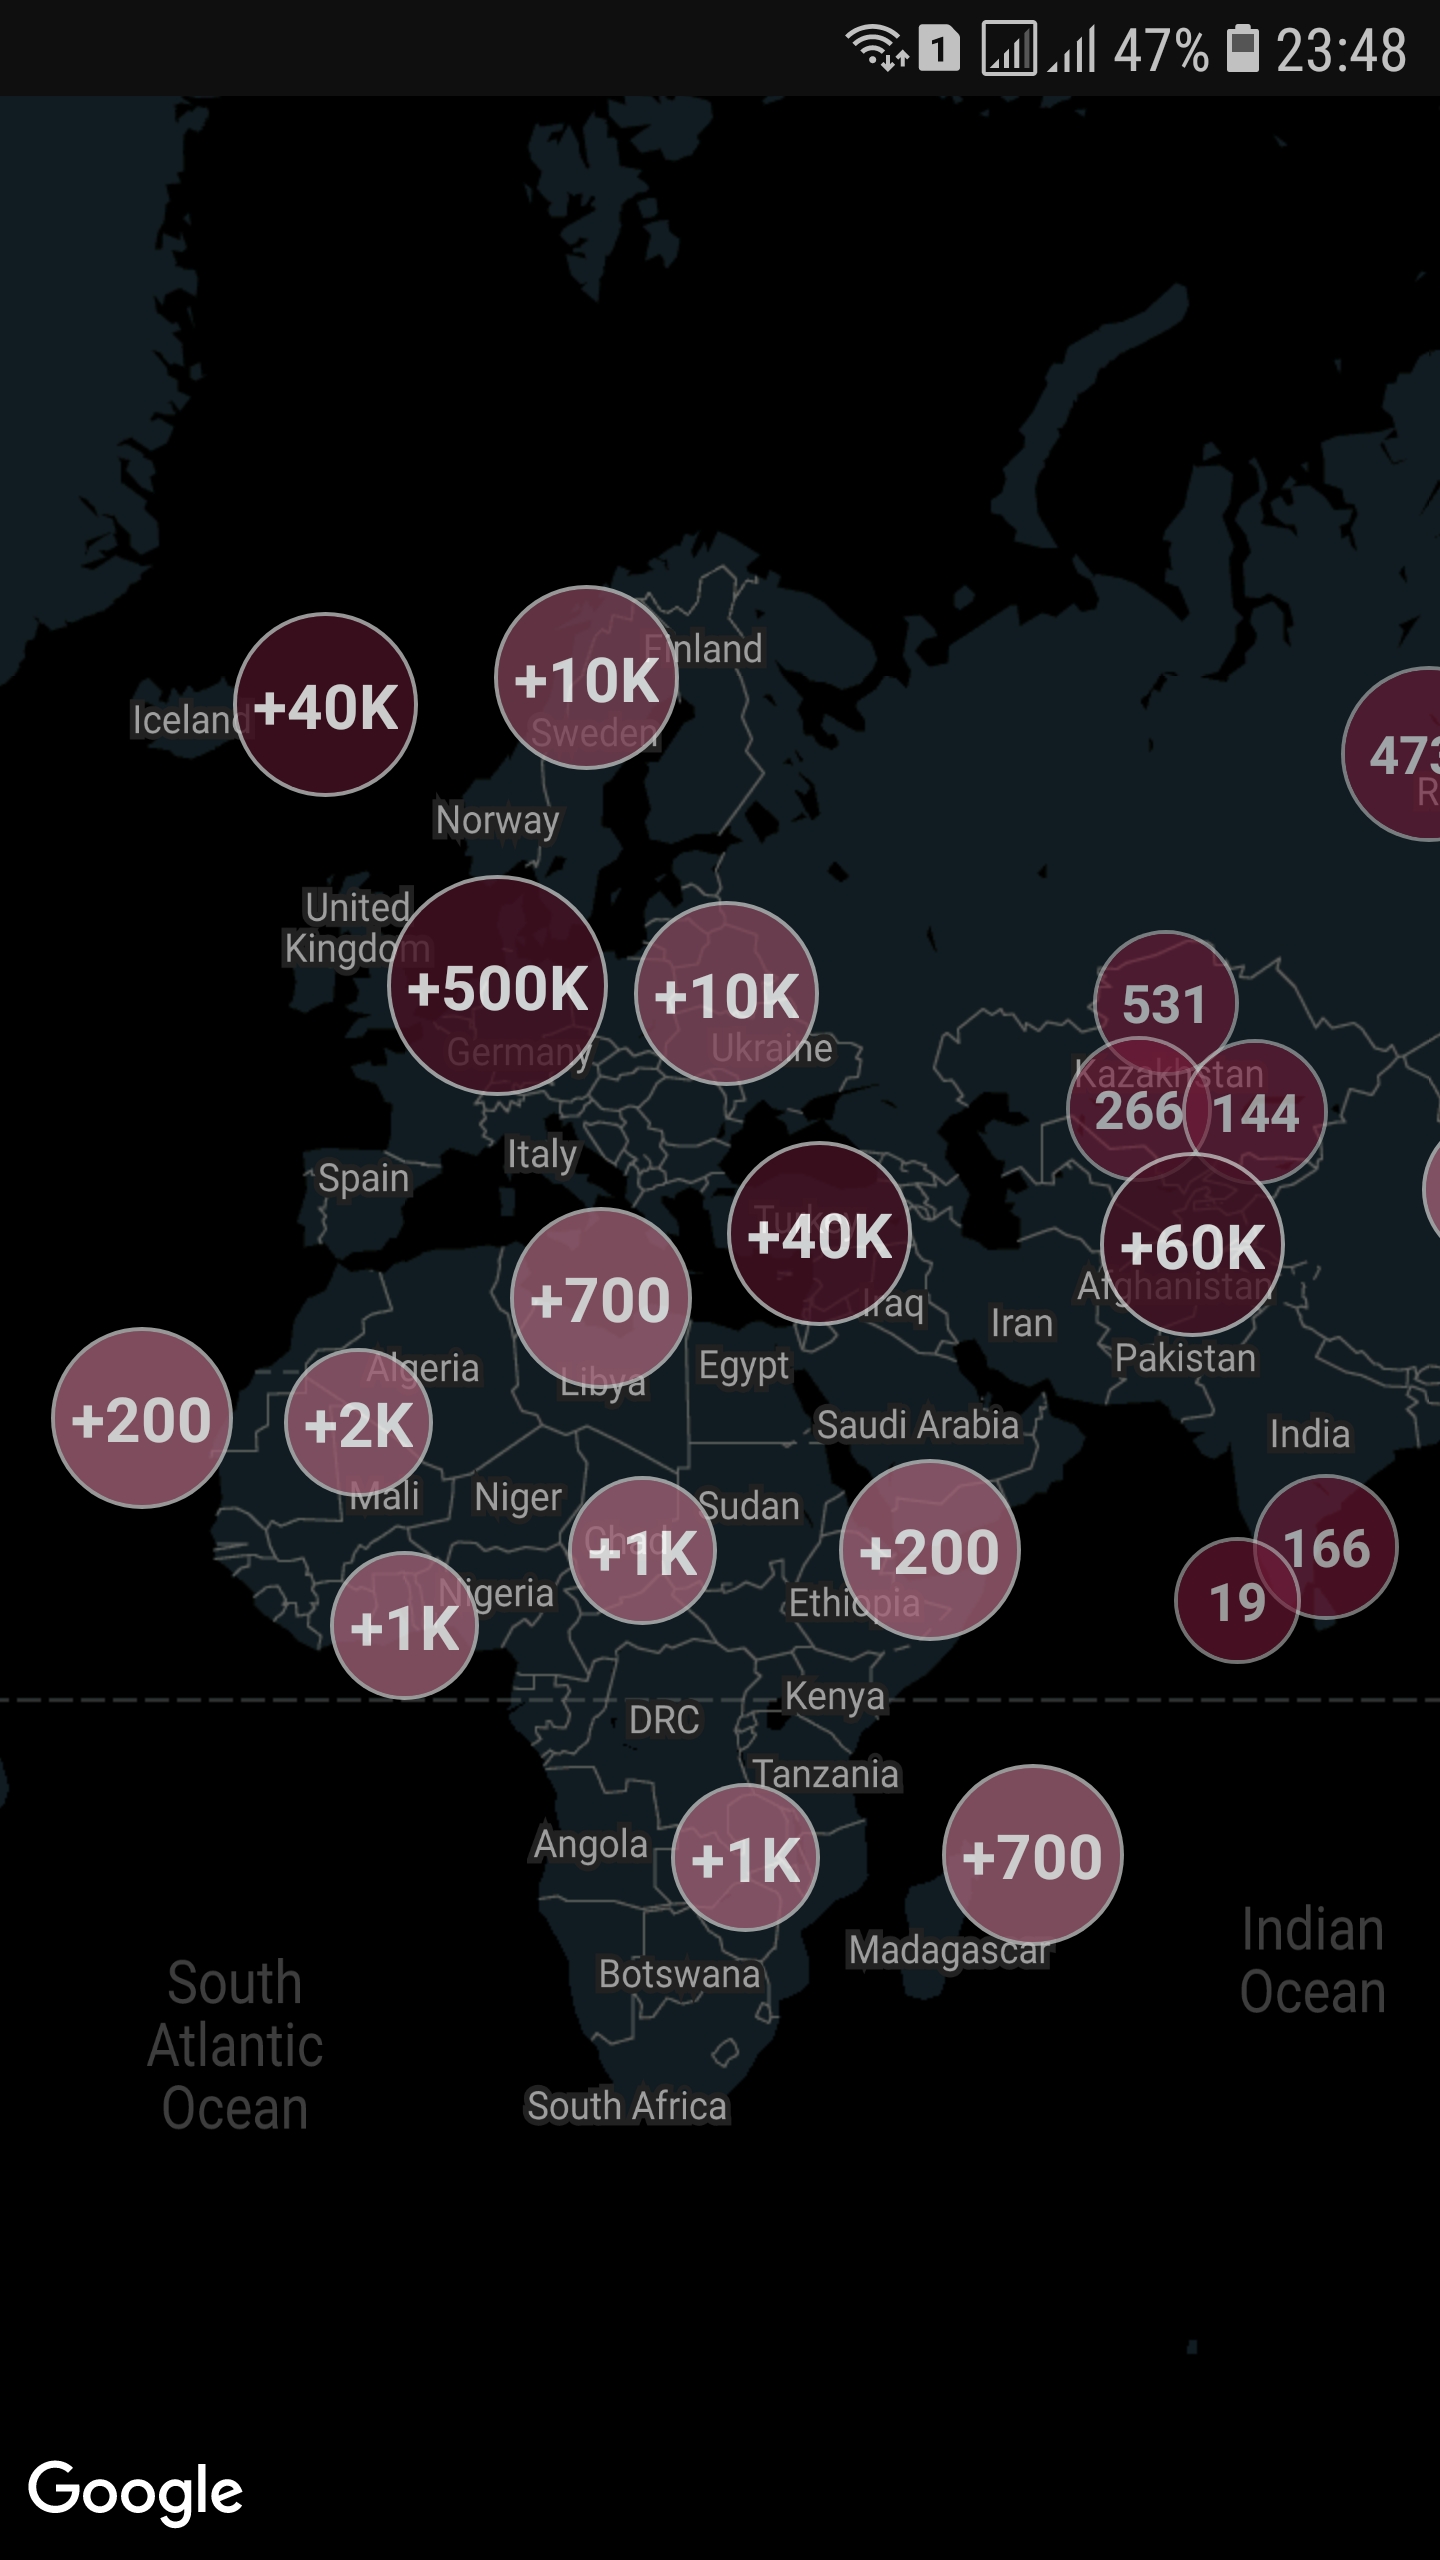 1 47% 23:48
Finland
+10K
Sweden
Iceland
+40K
473
R
Norway
United
Kingdom
+500K
Germany
+10K
Ukraine
531
Kazakhstan
266
144
Italy
Spain
Turkey
+40K
+60K
Afghanistan
Iraq
Iran
Pakistan
+700
Libya
Egypt
Algeria
+200
+2K
Mali
Niger
Saudi Arabia
India
Sudan
Chad
+1K
+200
Ethiopia
166
19
Nigeria
+1K
Kenya
DRC
Tanzania
Angola
+1K
+700
Madagascar
Botswana
Indian
Ocean
South
Atlantic
Ocean
South Africa
Google